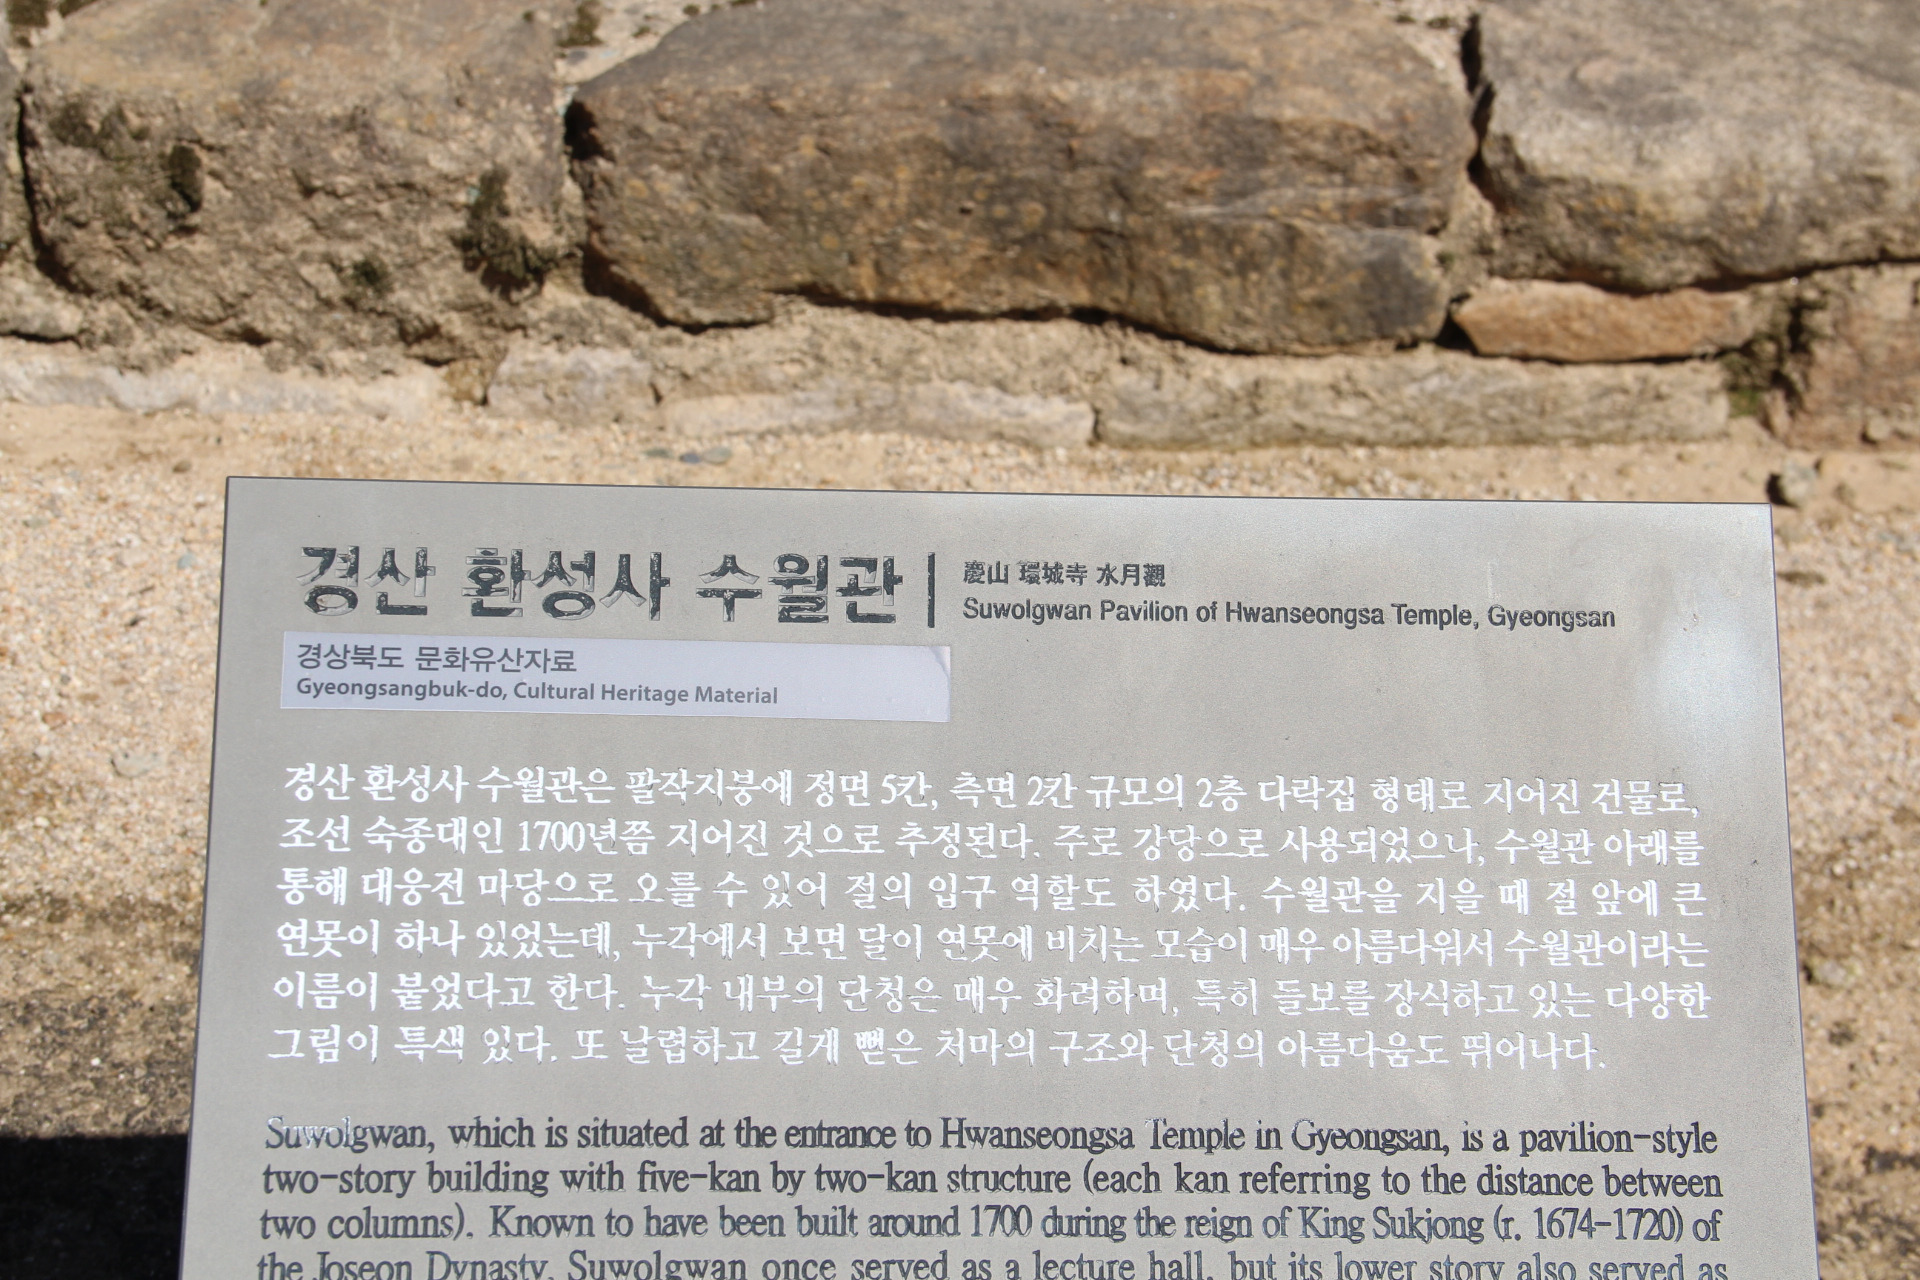 경산 환성사 수월관
慶山 環城寺 水月觀
Suwolgwan Pavilion of Hwanseongsa Temple, Gyeongsan
경상북도 문화유산자료
Gyeongsangbuk-do, Cultural Heritage Material
경산 환성사 수월관은 팔작지붕에 정면 5칸, 측면 2칸 규모의 2층 다락집 형태로 지어진 건물로,
조선 숙종대인 1700년쯤 지어진 것으로 추정된다. 주로 강당으로 사용되었으나, 수월관 아래를
통해 대웅전 마당으로 오를 수 있어 절의 입구 역할도 하였다. 수월관을 지을 때 절 앞에 큰
연못이 하나 있었는데, 누각에서 보면 달이 연못에 비치는 모습이 매우 아름다워서 수월관이라는
이름이 붙었다고 한다. 누각 내부의 단청은 매우 화려하며, 특히 들보를 장식하고 있는 다양한
그림이 특색 있다. 또 날렵하고 길게 뻗은 처마의 구조와 단청의 아름다움도 뛰어나다.
Suwolgwan, which is situated at the entrance to Hwanseongsa Temple in Gyeongsan, is a pavilion-style
two-story building with five-kan by two-kan structure (each kan referring to the distance between
two columns). Known to have been built around 1700 during the reign of King Sukjong (r. 1674-1720) of
the Joseon Dynasty, Suwolgwan once served as a lecture hall, but its lower story also served as